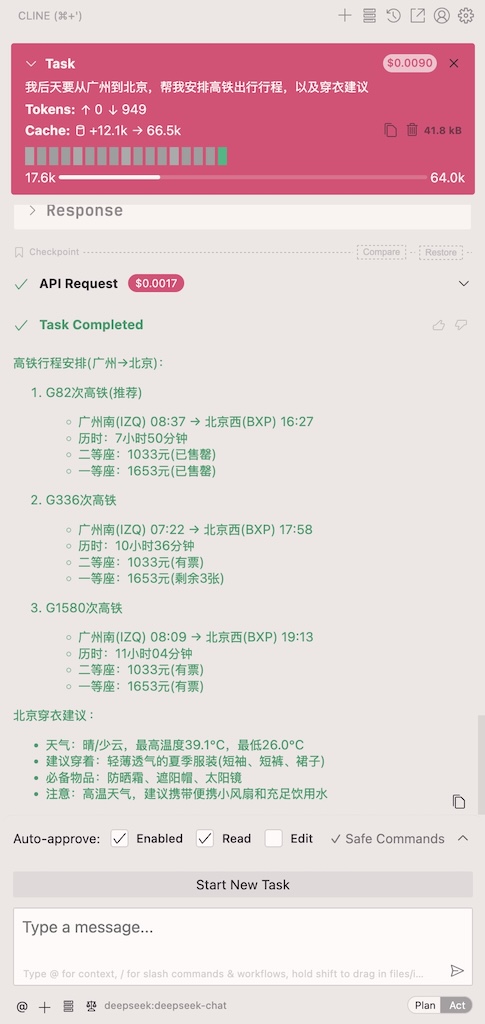 CLINE (⌘+')
Task
$0.0090
我后天要从广州到北京，帮我安排高铁出行行程，以及穿衣建议
Tokens: ↑ 0 ↓ 949
Cache: +12.1k → 66.5k
41.8 kB
17.6k
64.0k
Response
Checkpoint
Compare
Restore
API Request
$0.0017
Task Completed
高铁行程安排(广州→北京)：
1. G82次高铁(推荐)
广州南(IZQ) 08:37 → 北京西(BXP) 16:27
历时：7小时50分钟
二等座：1033元(已售罄)
一等座：1653元(已售罄)
2. G336次高铁
广州南(IZQ) 07:22 → 北京西(BXP) 17:58
历时：10小时36分钟
二等座：1033元(有票)
一等座：1653元(剩余3张)
3. G1580次高铁
广州南(IZQ) 08:09 → 北京西(BXP) 19:13
历时：11小时04分钟
二等座：1033元(有票)
一等座：1653元(有票)
北京穿衣建议：
天气：晴/少云，最高温度39.1°C，最低26.0°C
建议穿着：轻薄透气的夏季服装(短袖、短裤、裙子)
必备物品：防晒霜、遮阳帽、太阳镜
注意：高温天气，建议携带便携小风扇和充足饮用水
Auto-approve:
Enabled
Read
Edit
Safe Commands
Start New Task
Type a message...
Type @ for context, / for slash commands & workflows, hold shift to drag in files/i...
@
deepseek:deepseek-chat
Plan
Act